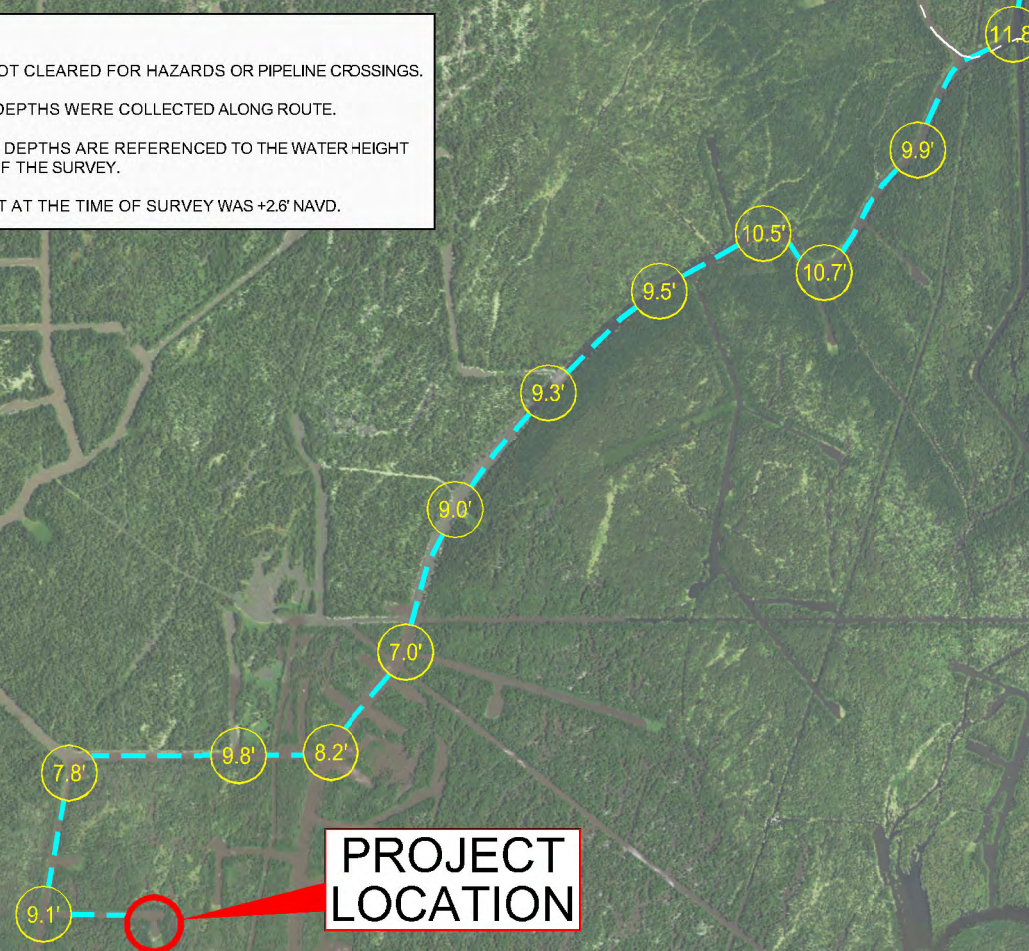 OT CLEARED FOR HAZARDS OR PIPELINE CROSSINGS.
DEPTHS WERE COLLECTED ALONG ROUTE.
DEPTHS ARE REFERENCED TO THE WATER HEIGHT
F THE SURVEY.
T AT THE TIME OF SURVEY WAS +2.6' NAVD.
11.8
9.9'
10.5'
10.7'
9.5'
9.3'
9.0'
7.0'
8.2'
9.8'
7.8'
9.1'
PROJECT
LOCATION